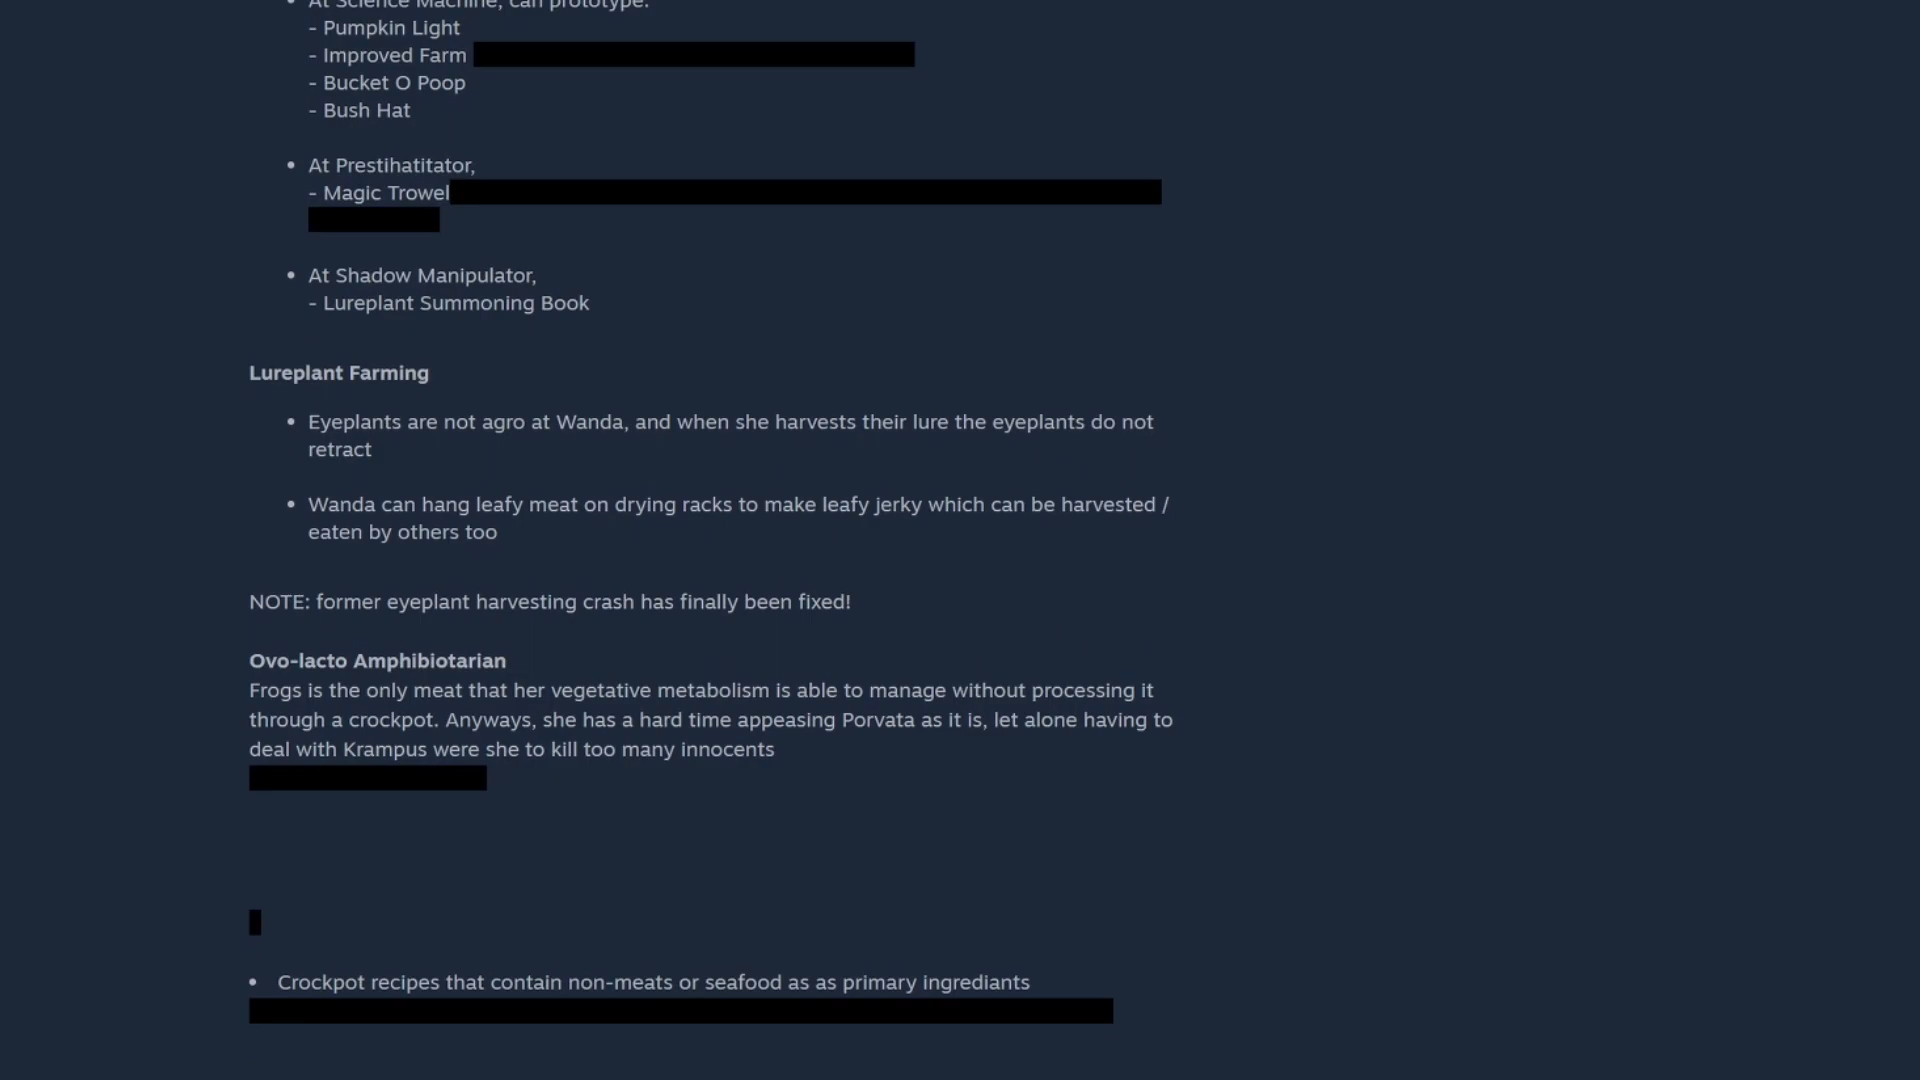 • At Science Machine, can prototype:
- Pumpkin Light
- Improved Farm
- Bucket O Poop
- Bush Hat
• At Prestihatitator,
- Magic Trowel
• At Shadow Manipulator,
- Lureplant Summoning Book
Lureplant Farming
• Eyeplants are not agro at Wanda, and when she harvests their lure the eyeplants do not
retract
• Wanda can hang leafy meat on drying racks to make leafy jerky which can be harvested /
eaten by others too
NOTE: former eyeplant harvesting crash has finally been fixed!
Ovo-lacto Amphibiotarian
Frogs is the only meat that her vegetative metabolism is able to manage without processing it
through a crockpot. Anyways, she has a hard time appeasing Porvata as it is, let alone having to
deal with Krampus were she to kill too many innocents
• Crockpot recipes that contain non-meats or seafood as as primary ingrediants